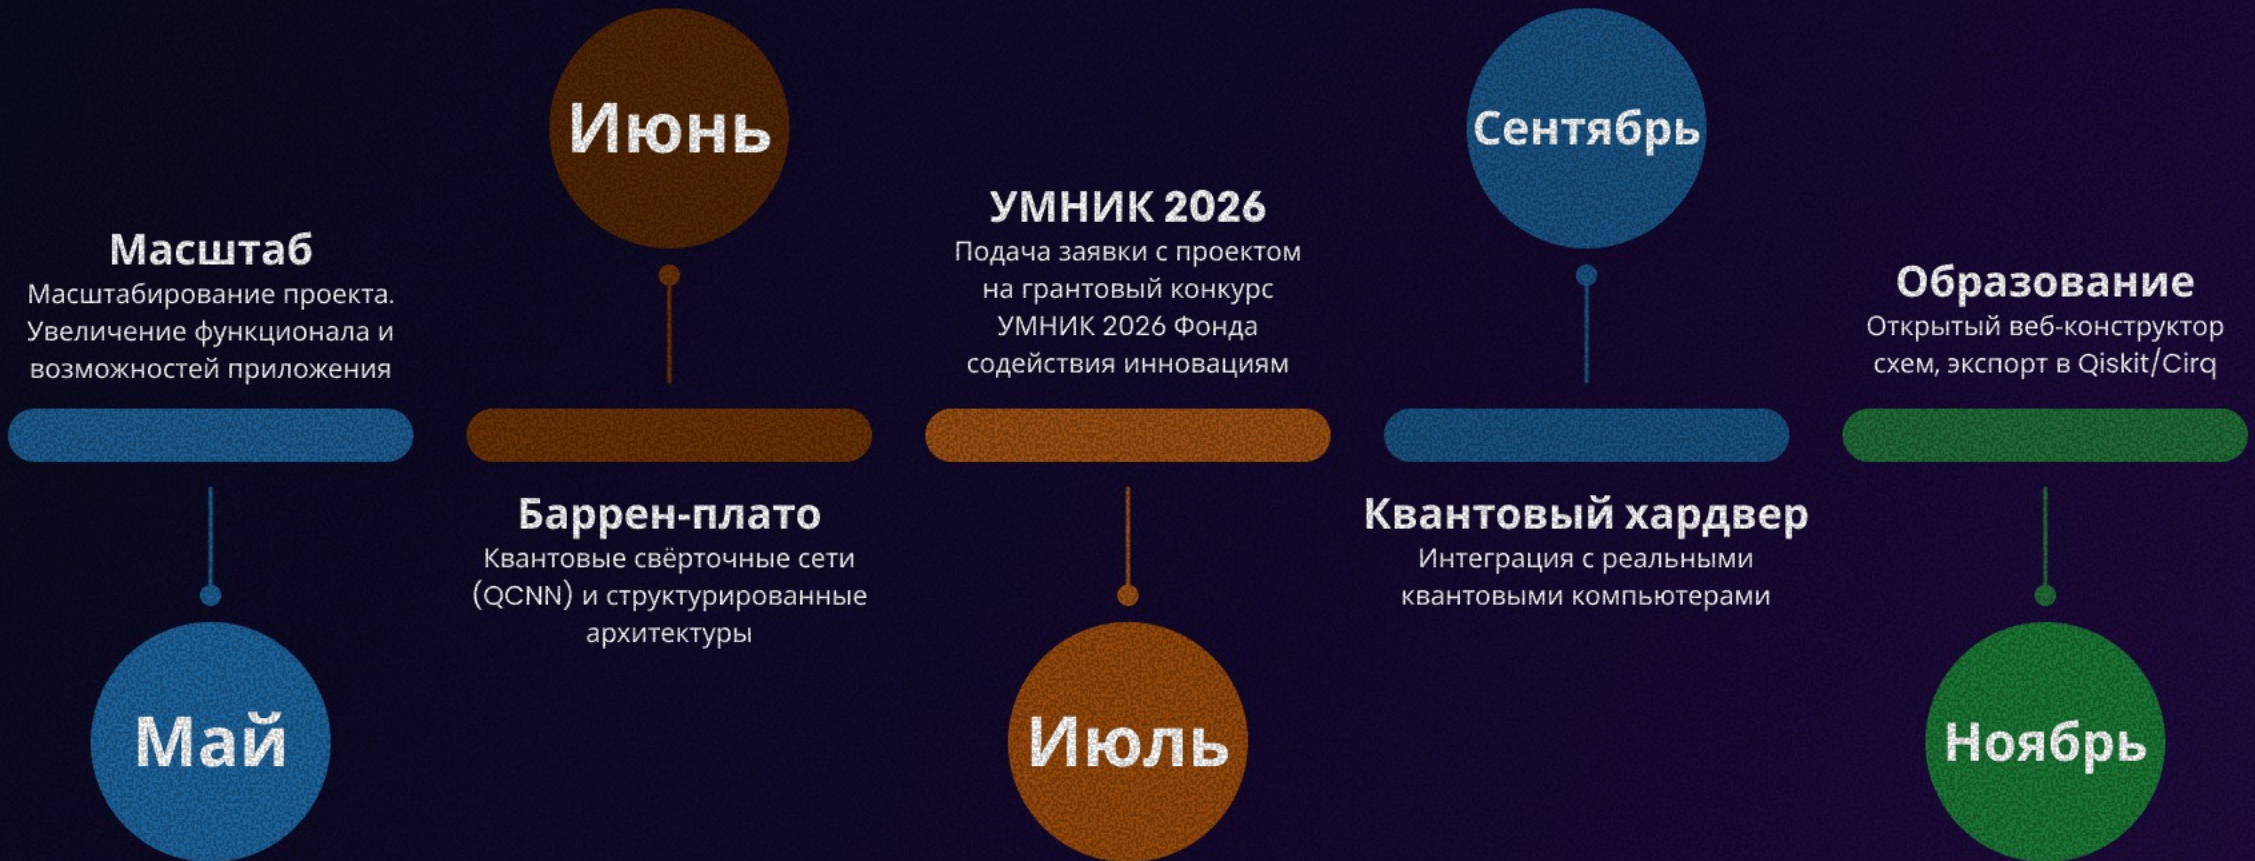 Масштаб
Масштабирование проекта.
Увеличение функционала и
возможностей приложения
Май
Июнь
Баррен-плато
Квантовые свёрточные сети
(QCNN) и структурированные
архитектуры
УМНИК 2026
Подача заявки с проектом
на грантовый конкурс
УМНИК 2026 Фонда
содействия инновациям
Июль
Сентябрь
Квантовый хардвер
Интеграция с реальными
квантовыми компьютерами
Образование
Открытый веб-конструктор
схем, экспорт в Qiskit/Cirq
Ноябрь